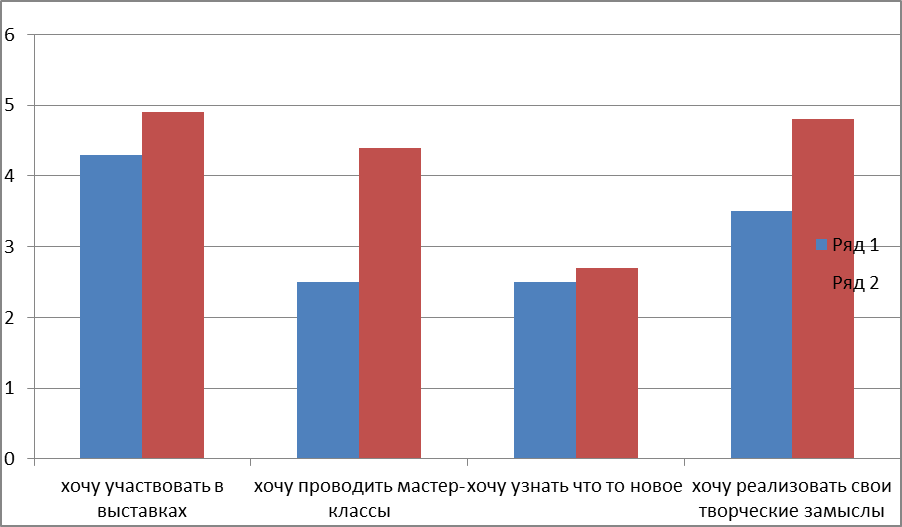 6
5
4
3
2
1
0
Ряд 1
Ряд 2
хочу участвовать в
выставках
хочу проводить мастер-
классы
хочу узнать что то новое
хочу реализовать свои
творческие замыслы